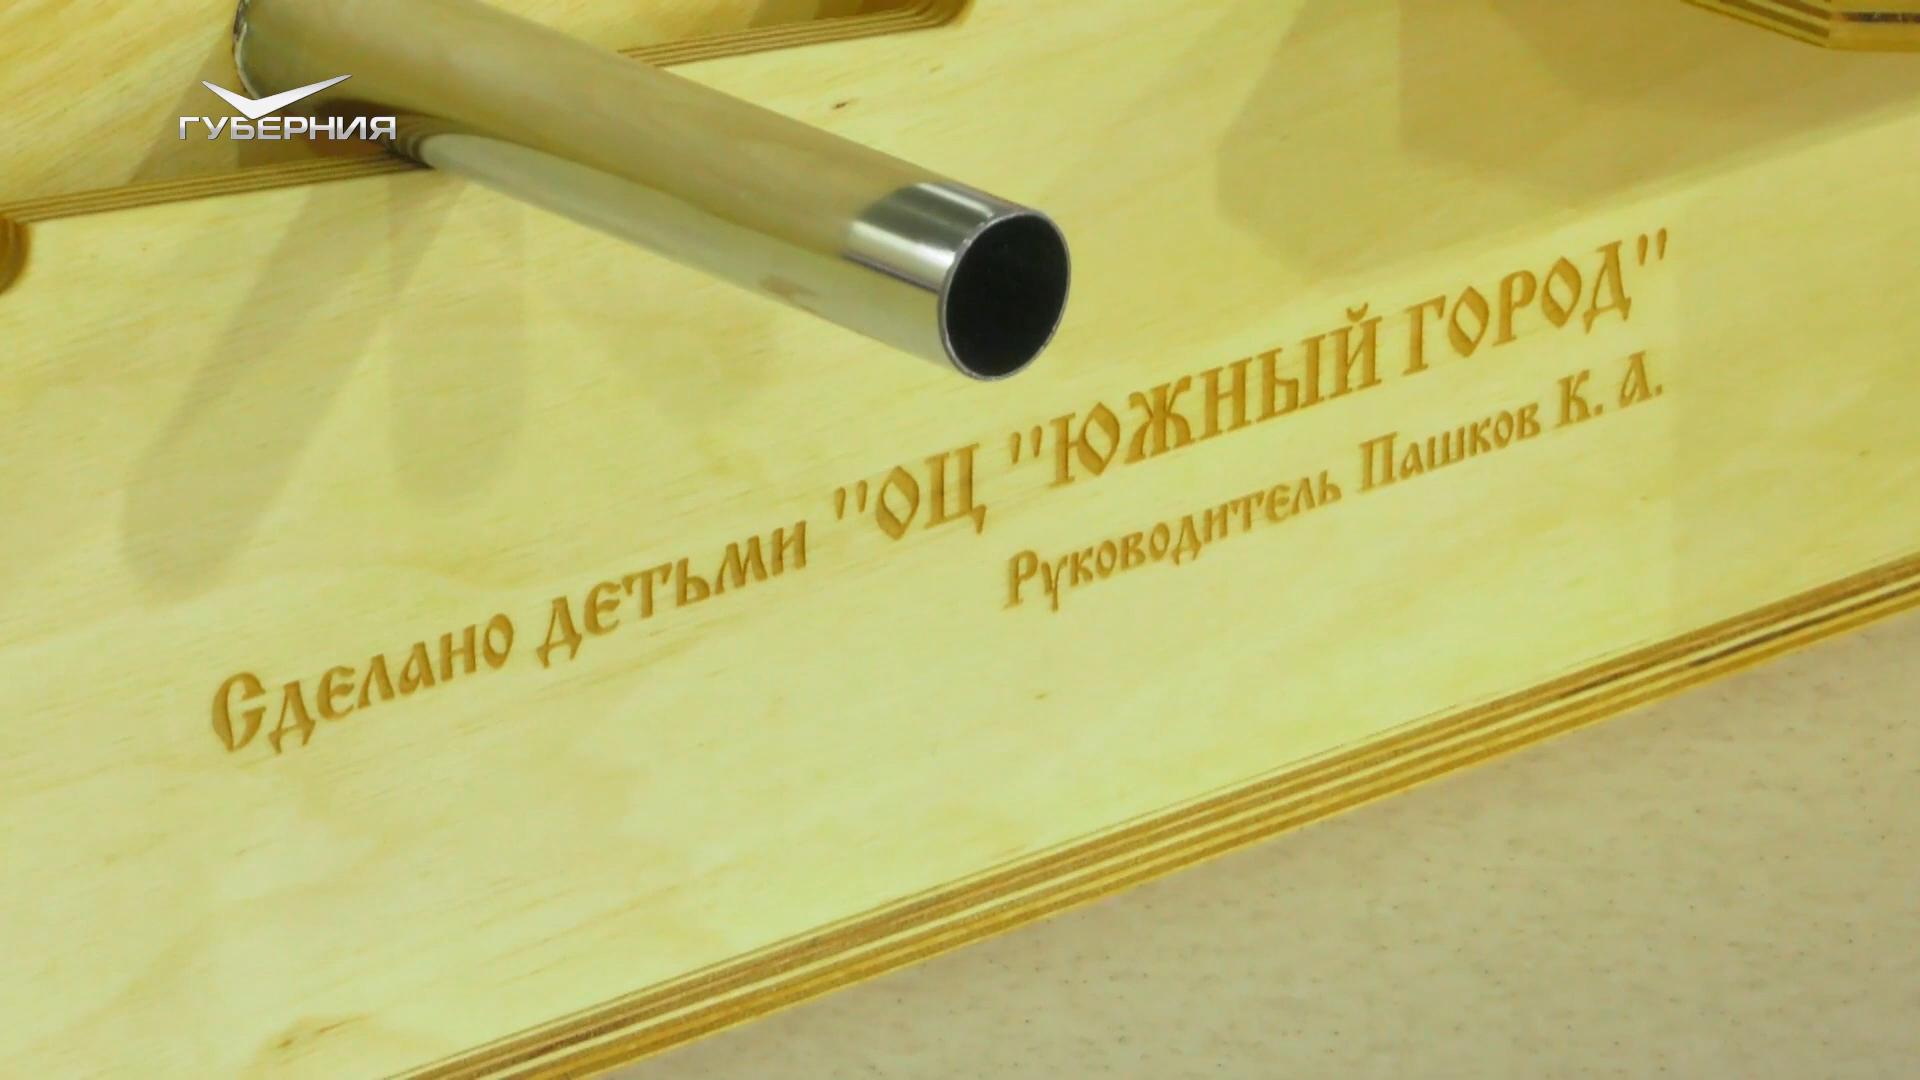 ГУБЕРНИЯ
Сделано детьми "ОЦ "ЮЖНЫЙ ГОРОД"
Руководитель Пашков К. А.